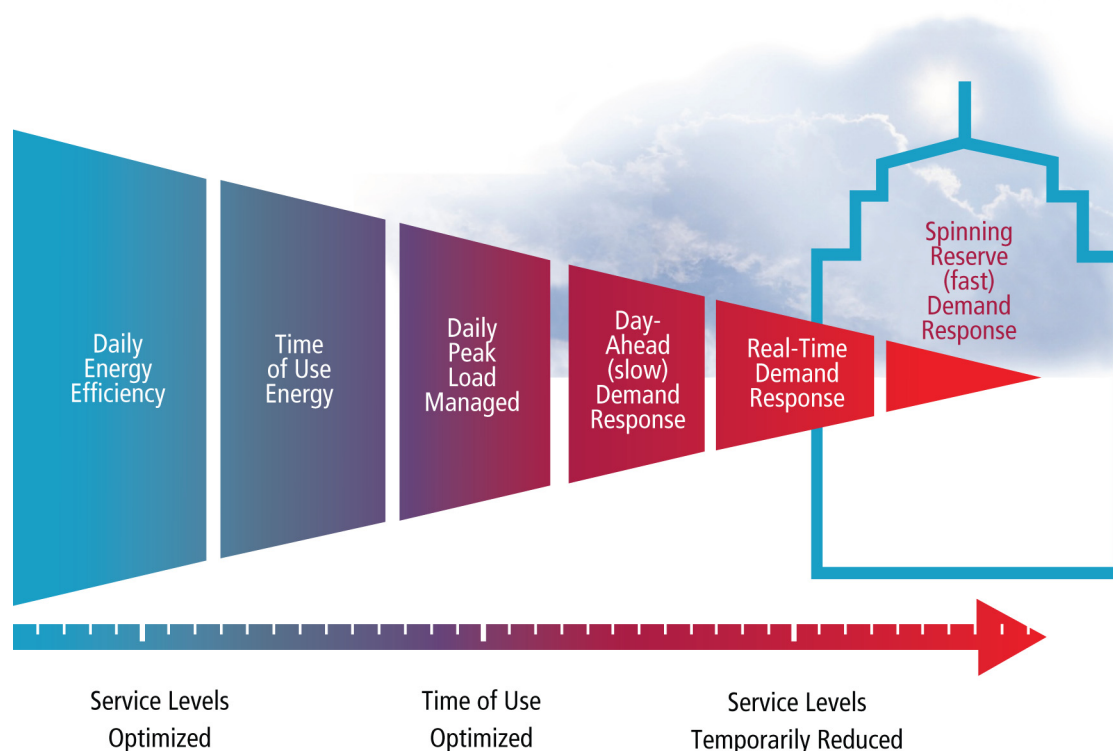 Daily
Energy
Efficiency
Time
of Use
Energy
Daily
Peak
Load
Managed
Day-
Ahead
(slow)
Demand
Response
Real-Time
Demand
Response
Spinning
Reserve
(fast)
Demand
Response
Service Levels
Optimized
Time of Use
Optimized
Service Levels
Temporarily Reduced